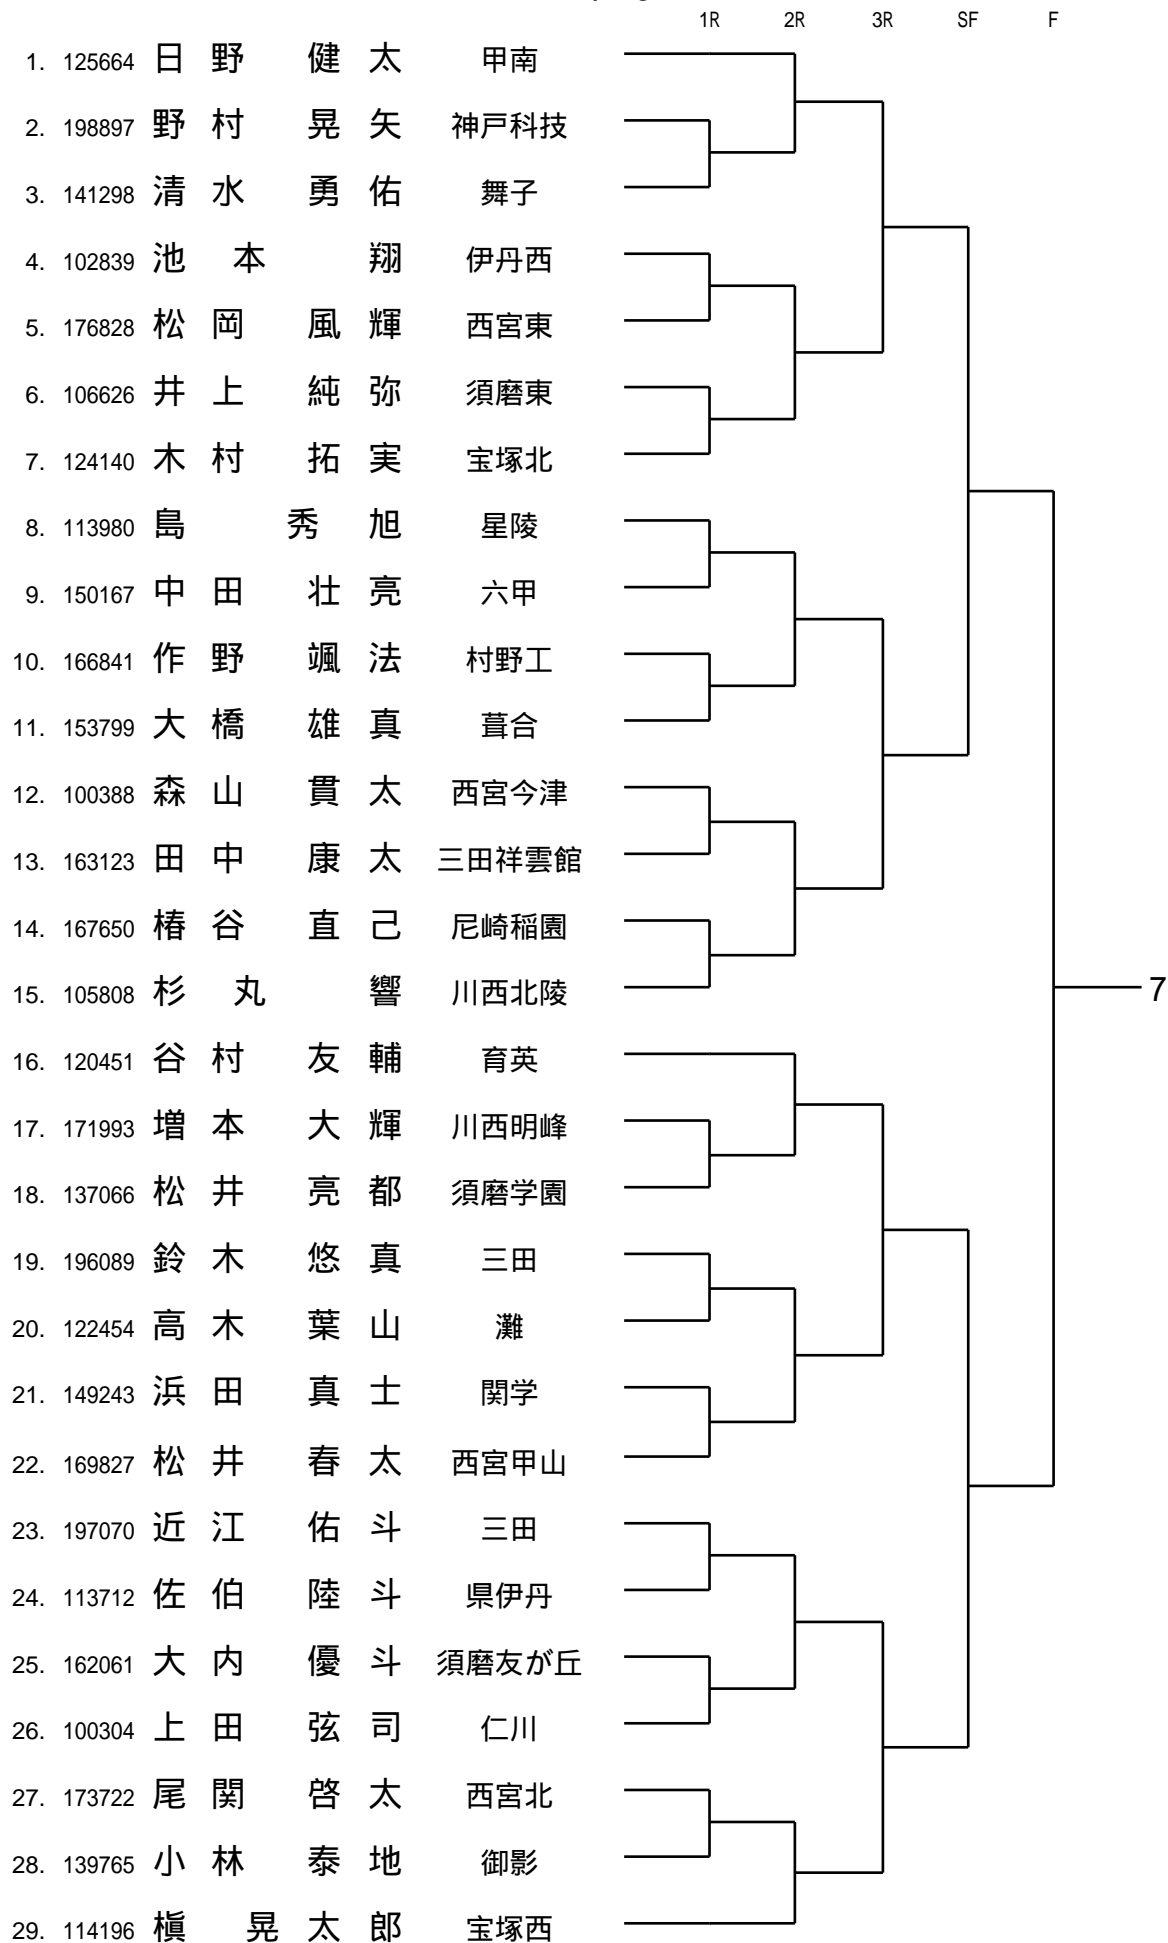 1R 2R 3R SF F
1. 125664 日野 健太 甲南
2. 198897 野村 晃矢 神戸科技
3. 141298 清水 勇佑 舞子
4. 102839 池本 翔 伊丹西
5. 176828 松岡 風輝 西宮東
6. 106626 井上 純弥 須磨東
7. 124140 木村 拓実 宝塚北
8. 113980 島 秀旭 星陵
9. 150167 中田 壮亮 六甲
10. 166841 作野 颯法 村野工
11. 153799 大橋 雄真 葺合
12. 100388 森山 貫太 西宮今津
13. 163123 田中 康太 三田祥雲館
14. 167650 椿谷 直己 尼崎稲園
15. 105808 杉丸 響 川西北陵
7
16. 120451 谷村 友輔 育英
17. 171993 増本 大輝 川西明峰
18. 137066 松井 亮都 須磨学園
19. 196089 鈴木 悠真 三田
20. 122454 高木 葉山 灘
21. 149243 浜田 真士 関学
22. 169827 松井 春太 西宮甲山
23. 197070 近江 佑斗 三田
24. 113712 佐伯 陸斗 県伊丹
25. 162061 大内 優斗 須磨友が丘
26. 100304 上田 弦司 仁川
27. 173722 尾関 啓太 西宮北
28. 139765 小林 泰地 御影
29. 114196 槇 晃太郎 宝塚西